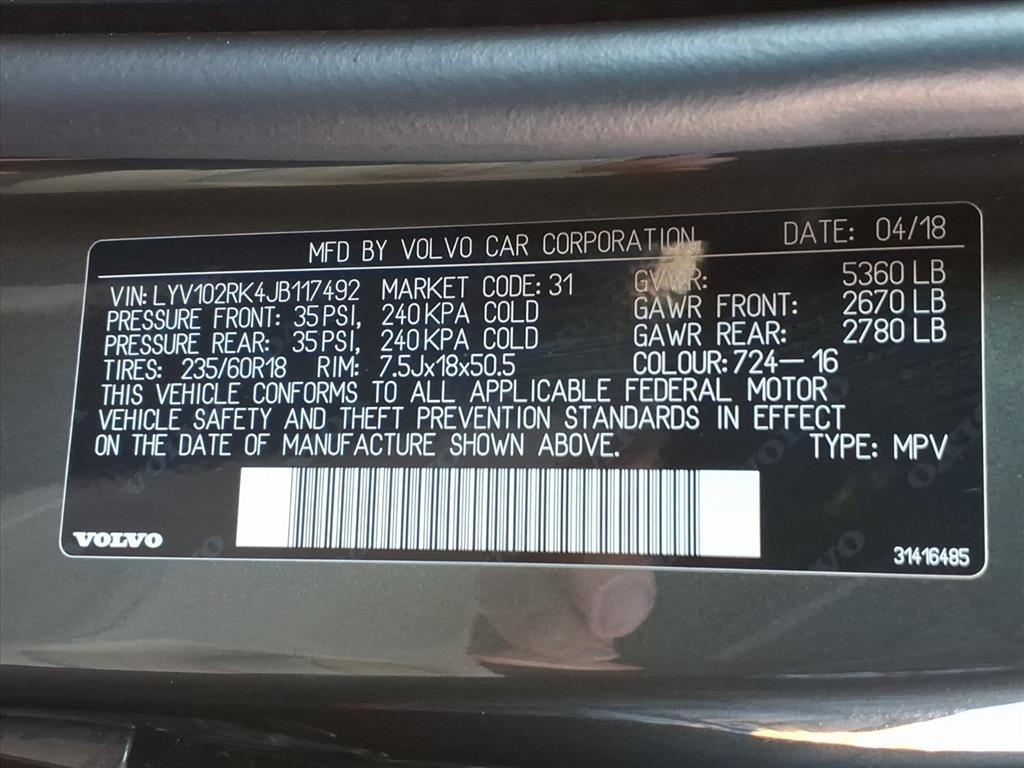 MFD BY VOLVO CAR CORPORATION DATE: 04/18
VIN: LYV102RK4JB117492 MARKET CODE: 31 GVWR: 5360 LB
PRESSURE FRONT: 35 PSI, 240 KPA COLD GAWR FRONT: 2670 LB
PRESSURE REAR: 35 PSI, 240 KPA COLD GAWR REAR: 2780 LB
TIRES: 235/60R18 RIM: 7.5Jx18x50.5 COLOUR: 724-16
THIS VEHICLE CONFORMS TO ALL APPLICABLE FEDERAL MOTOR
VEHICLE SAFETY AND THEFT PREVENTION STANDARDS IN EFFECT
ON THE DATE OF MANUFACTURE SHOWN ABOVE. TYPE: MPV
VOLVO 31416485